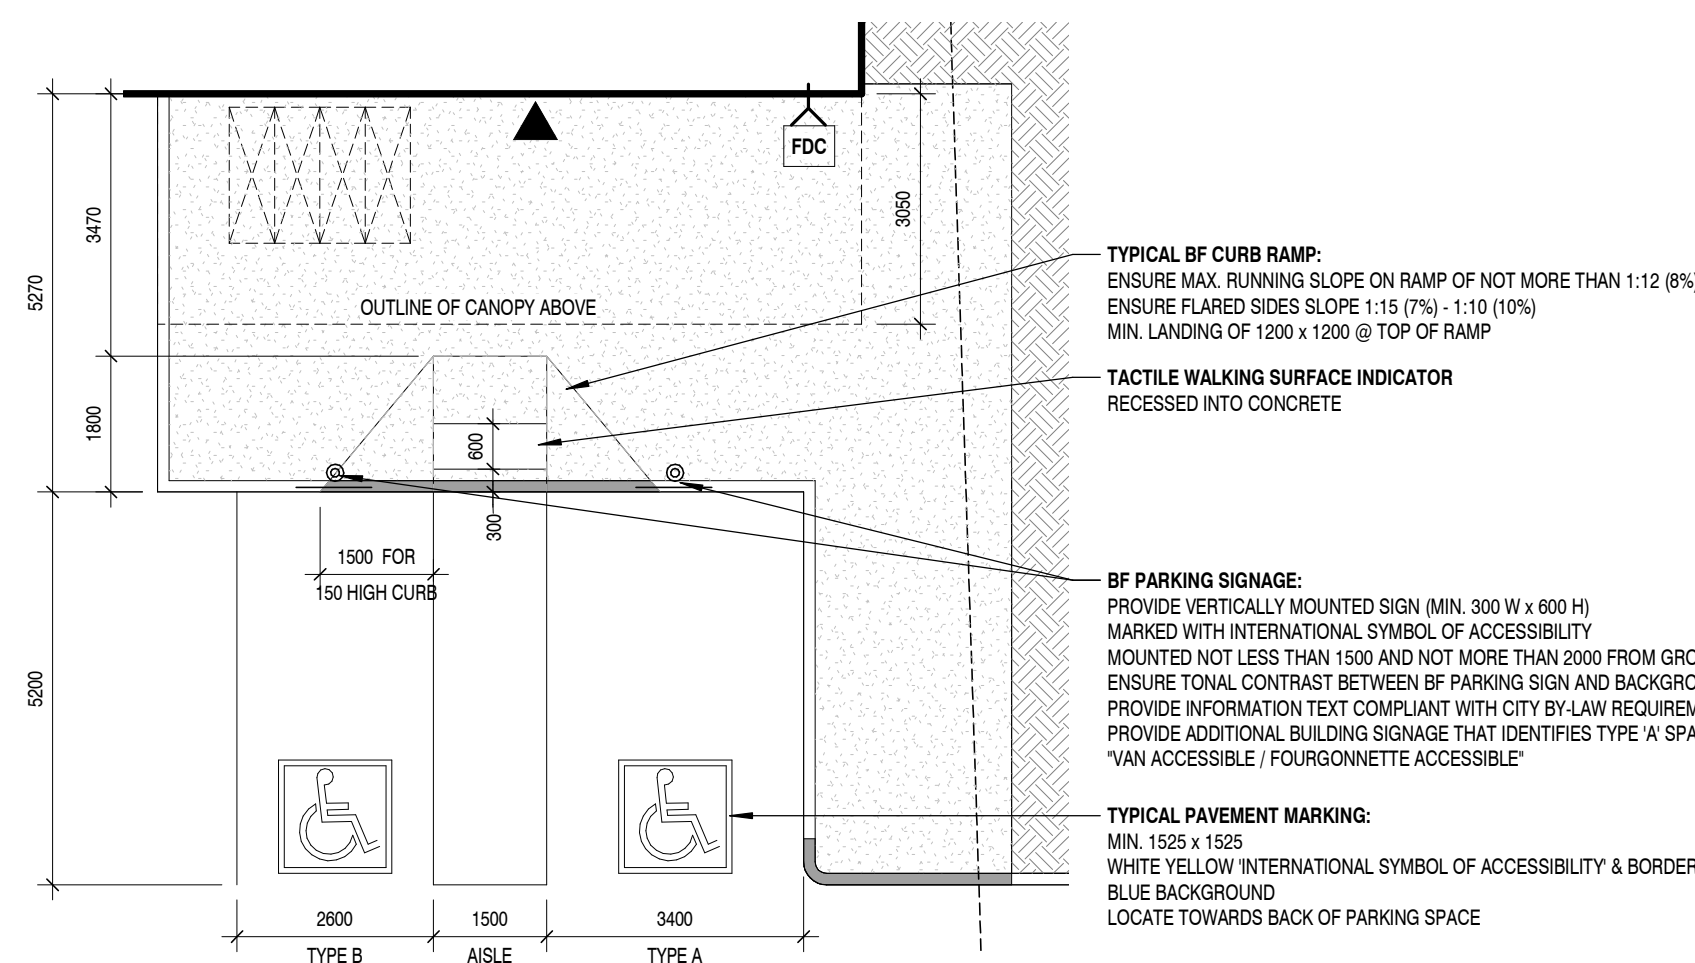 FDC
3470
3050
5270
OUTLINE OF CANOPY ABOVE
1800
600
300
1500 FOR
150 HIGH CURB
5200
2600
1500
3400
TYPE B
AISLE
TYPE A
TYPICAL BF CURB RAMP:
ENSURE MAX. RUNNING SLOPE ON RAMP OF NOT MORE THAN 1:12 (8%)
ENSURE FLARED SIDES SLOPE 1:15 (7%) - 1:10 (10%)
MIN. LANDING OF 1200 x 1200 @ TOP OF RAMP
TACTILE WALKING SURFACE INDICATOR
RECESSED INTO CONCRETE
BF PARKING SIGNAGE:
PROVIDE VERTICALLY MOUNTED SIGN (MIN. 300 W x 600 H)
MARKED WITH INTERNATIONAL SYMBOL OF ACCESSIBILITY
MOUNTED NOT LESS THAN 1500 AND NOT MORE THAN 2000 FROM GRO
ENSURE TONAL CONTRAST BETWEEN BF PARKING SIGN AND BACKGRO
PROVIDE INFORMATION TEXT COMPLIANT WITH CITY BY-LAW REQUIREM
PROVIDE ADDITIONAL BUILDING SIGNAGE THAT IDENTIFIES TYPE 'A' SPA
"VAN ACCESSIBLE / FOURGONNETTE ACCESSIBLE"
TYPICAL PAVEMENT MARKING:
MIN. 1525 x 1525
WHITE YELLOW 'INTERNATIONAL SYMBOL OF ACCESSIBILITY' & BORDER
BLUE BACKGROUND
LOCATE TOWARDS BACK OF PARKING SPACE